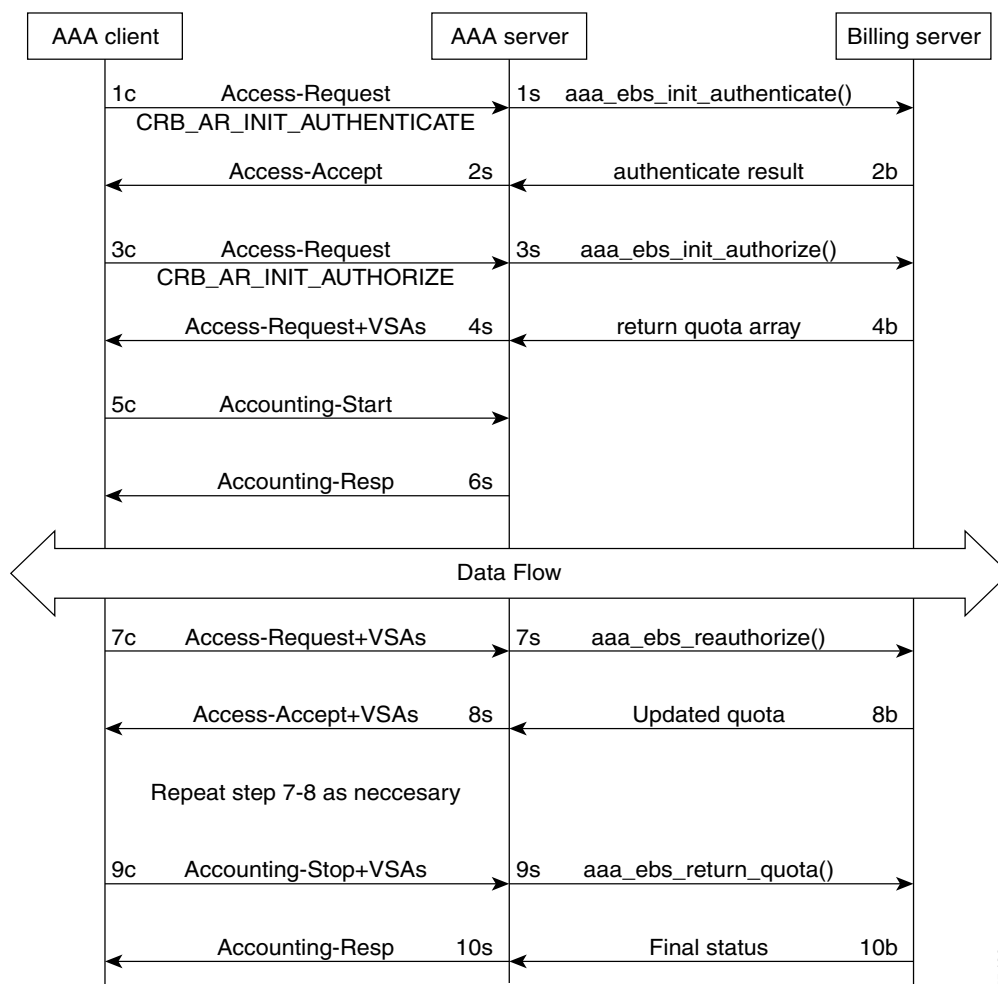 AAA client
AAA server
Billing server
1c Access-Request 1s aaa_ebs_init_authenticate()
CRB_AR_INIT_AUTHENTICATE
Access-Accept 2s authenticate result 2b
3c Access-Request 3s aaa_ebs_init_authorize()
CRB_AR_INIT_AUTHORIZE
Access-Request+VSAs 4s return quota array 4b
5c Accounting-Start
Accounting-Resp 6s
Data Flow
7c Access-Request+VSAs 7s aaa_ebs_reauthorize()
Access-Accept+VSAs 8s Updated quota 8b
Repeat step 7-8 as neccesary
9c Accounting-Stop+VSAs 9s aaa_ebs_return_quota()
Accounting-Resp 10s Final status 10b